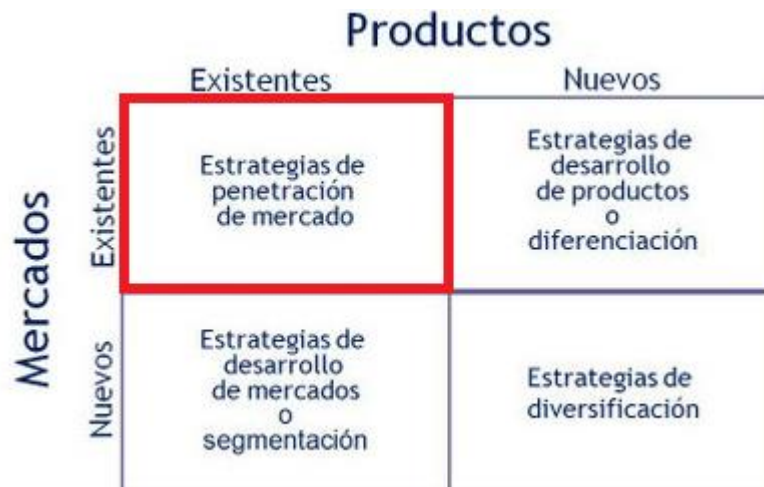 Productos
Existentes
Nuevos
Mercados
Existentes
Estrategias de
penetración
de mercado
Estrategias de
desarrollo
de productos
o
diferenciación
Nuevos
Estrategias de
desarrollo
de mercados
o
segmentación
Estrategias de
diversificación